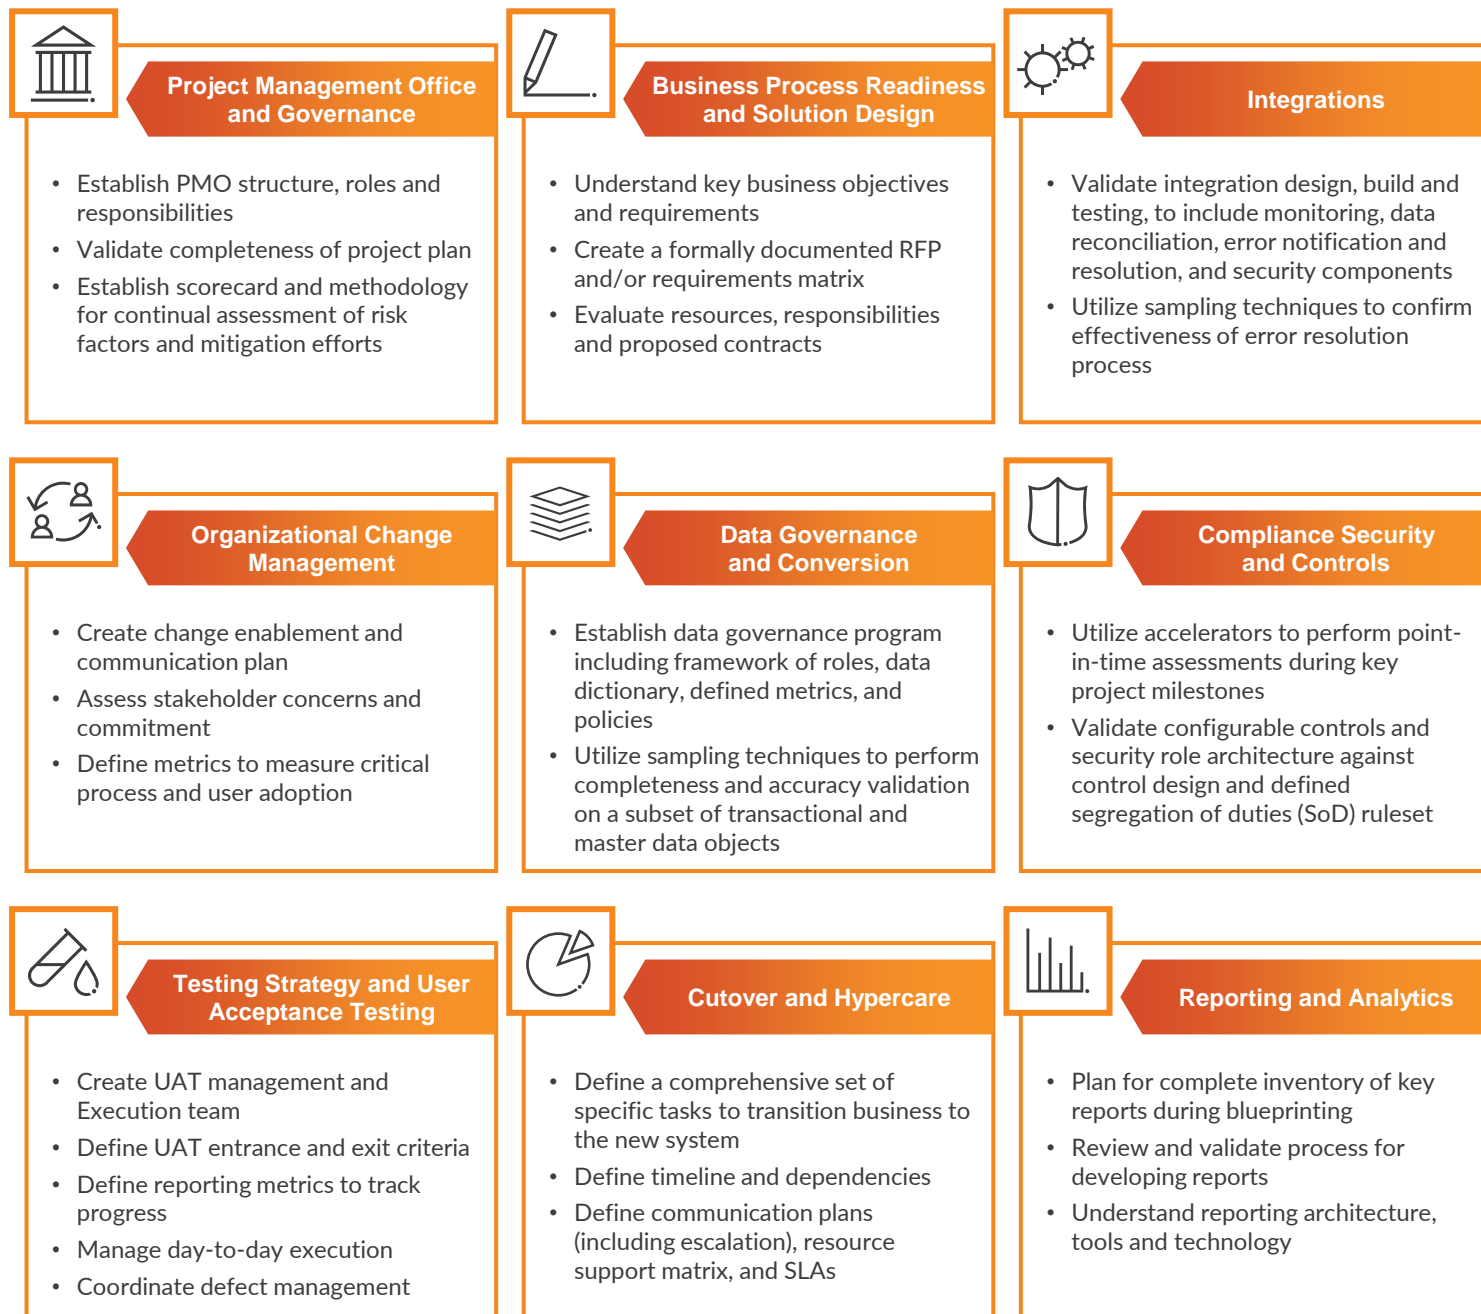 Project Management Office
and Governance
• Establish PMO structure, roles and
responsibilities
• Validate completeness of project plan
• Establish scorecard and methodology
for continual assessment of risk
factors and mitigation efforts
Business Process Readiness
and Solution Design
• Understand key business objectives
and requirements
• Create a formally documented RFP
and/or requirements matrix
• Evaluate resources, responsibilities
and proposed contracts
Integrations
• Validate integration design, build and
testing, to include monitoring, data
reconciliation, error notification and
resolution, and security components
• Utilize sampling techniques to confirm
effectiveness of error resolution
process
Organizational Change
Management
• Create change enablement and
communication plan
• Assess stakeholder concerns and
commitment
• Define metrics to measure critical
process and user adoption
Data Governance
and Conversion
• Establish data governance program
including framework of roles, data
dictionary, defined metrics, and
policies
• Utilize sampling techniques to perform
completeness and accuracy validation
on a subset of transactional and
master data objects
Compliance Security
and Controls
• Utilize accelerators to perform point-
in-time assessments during key
project milestones
• Validate configurable controls and
security role architecture against
control design and defined
segregation of duties (SoD) ruleset
Testing Strategy and User
Acceptance Testing
• Create UAT management and
Execution team
• Define UAT entrance and exit criteria
• Define reporting metrics to track
progress
• Manage day-to-day execution
• Coordinate defect management
Cutover and Hypercare
• Define a comprehensive set of
specific tasks to transition business to
the new system
• Define timeline and dependencies
• Define communication plans
(including escalation), resource
support matrix, and SLAs
Reporting and Analytics
• Plan for complete inventory of key
reports during blueprinting
• Review and validate process for
developing reports
• Understand reporting architecture,
tools and technology